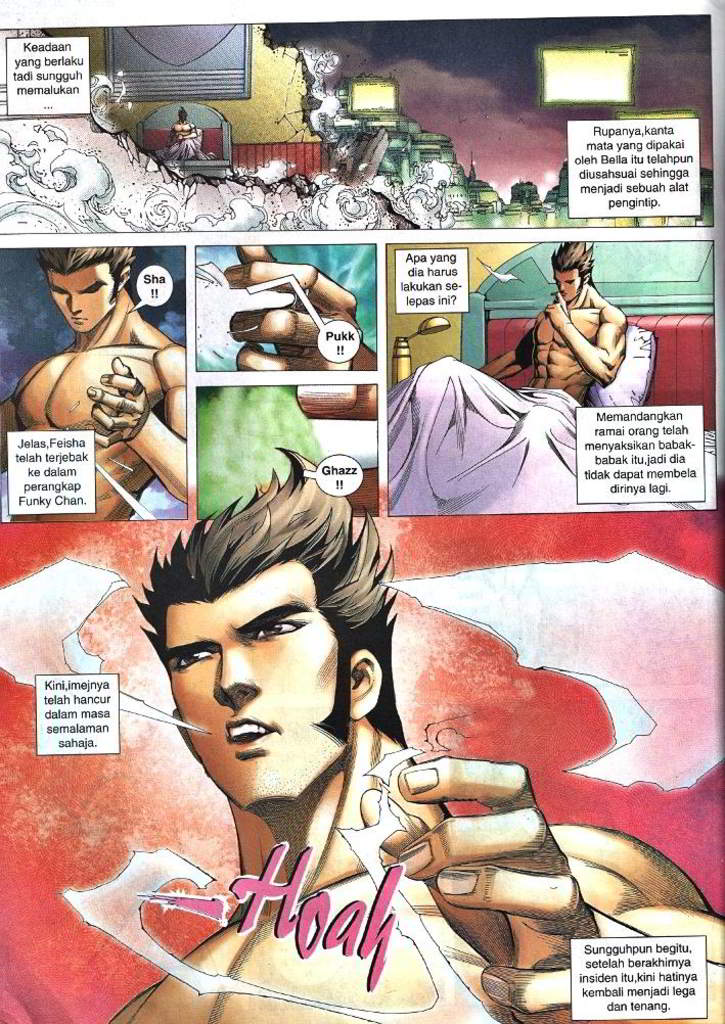 Keadaan
yang berlaku
tadi sungguh
memalukan
...
Rupanya,kanta
mata yang dipakai
oleh Bella itu telahpun
diusahsuai sehingga
menjadi sebuah alat
pengintip.
Sha
!!
Jelas,Feisha
telah terjebak
ke dalam
perangkap
Funky Chan.
Pukk
!!
Ghazz
!!
Apa yang
dia harus
lakukan se-
lepas ini?
Memandangkan
ramai orang telah
menyaksikan babak-
babak itu,jadi dia
tidak dapat membela
dirinya lagi.
Kini,imejnya
telah hancur
dalam masa
semalaman
sahaja.
Hoah
Sungguhpun begitu,
setelah berakhirnya
insiden itu,kini hatinya
kembali menjadi lega
dan tenang.